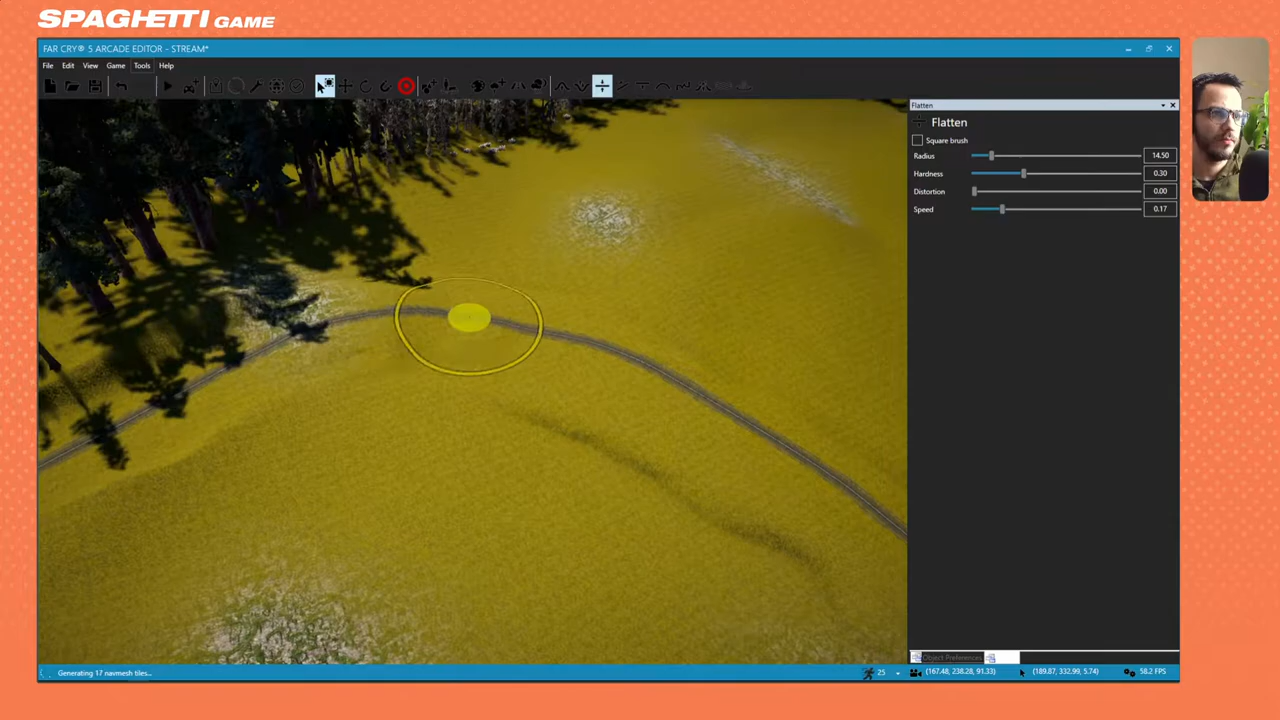 SPAGHETTI GAME
FAR CRY® 5 ARCADE EDITOR - STREAM*
File Edit View Game Tools Help
Flatten
Flatten
Square brush
Radius 14.50
Hardness 0.30
Distortion 0.00
Speed 0.17
Object Preferences
Generating 17 navmesh tiles...
25 (167.48, 238.28, 91.33) (189.87, 332.99, 5.74) 58.2 FPS